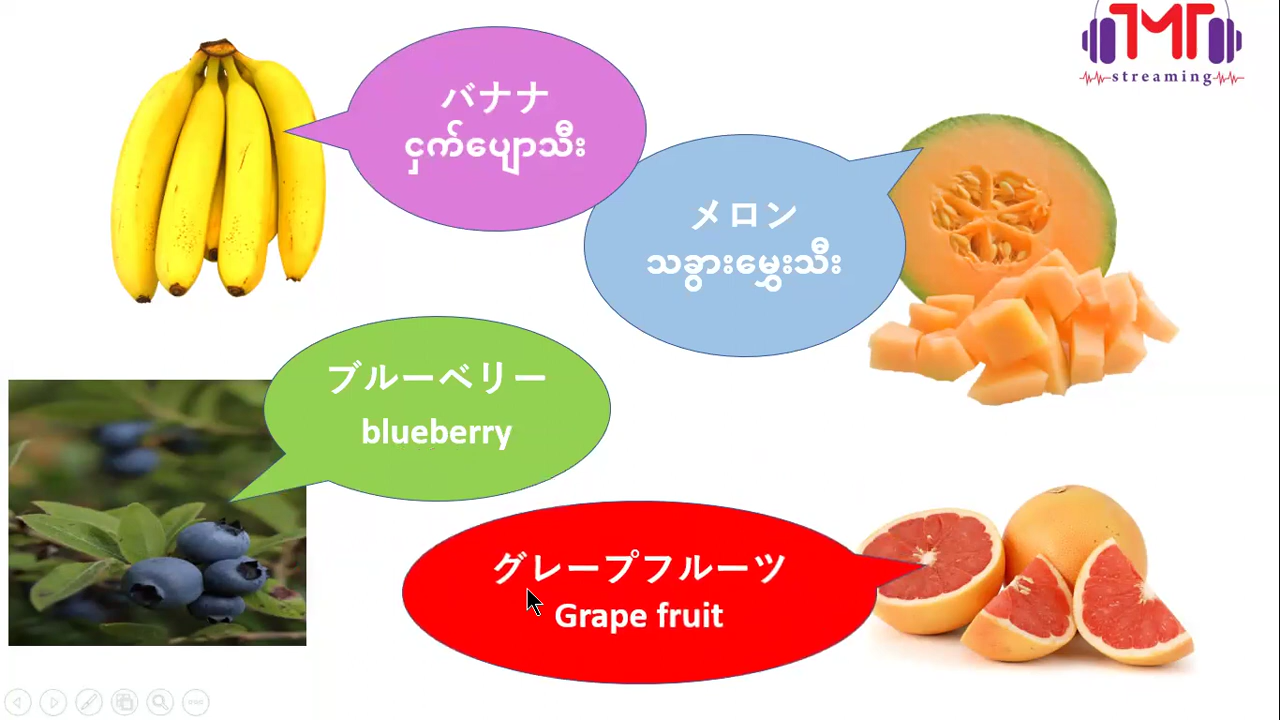 TMT
streaming
バナナ
ငှက်ပျောသီး
メロン
သခွားမွှေးသီး
ブルーベリー
blueberry
グレープフルーツ
Grape fruit